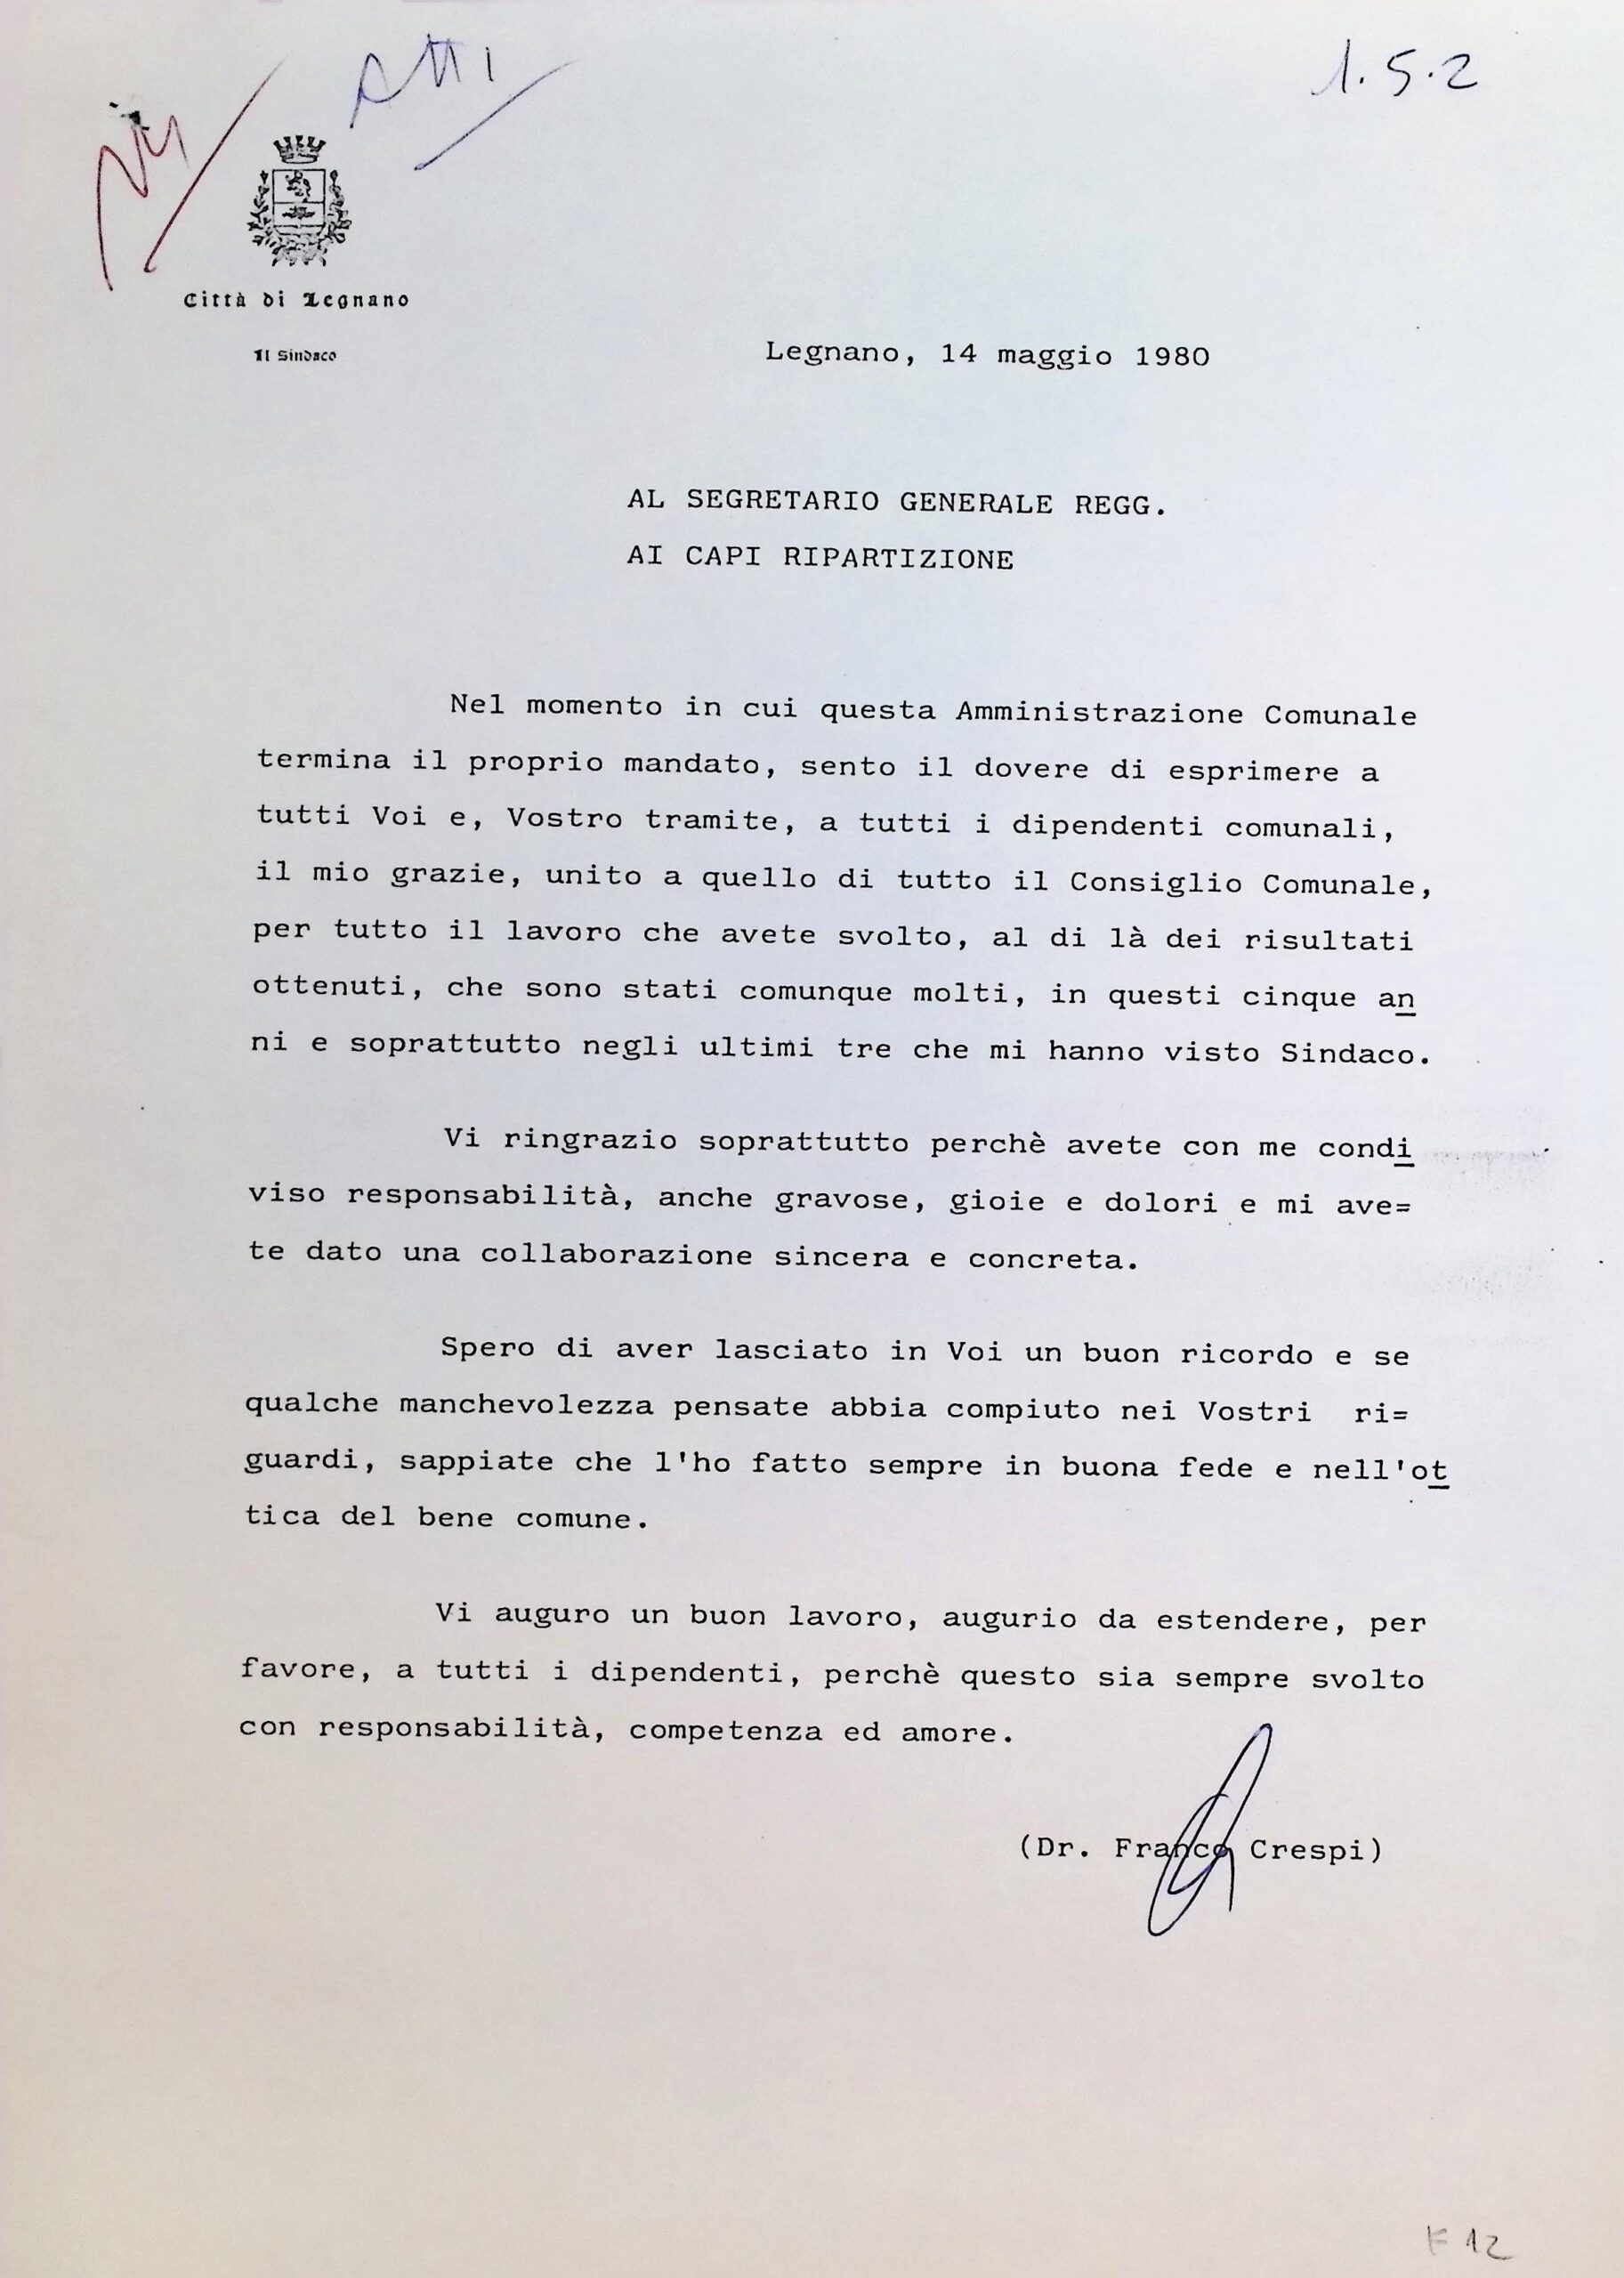 Atti
1.5.2
Città di Legnano
Il Sindaco
Legnano, 14 maggio 1980
AL SEGRETARIO GENERALE REGG.
AI CAPI RIPARTIZIONE
Nel momento in cui questa Amministrazione Comunale
termina il proprio mandato, sento il dovere di esprimere a
tutti Voi e, Vostro tramite, a tutti i dipendenti comunali,
il mio grazie, unito a quello di tutto il Consiglio Comunale,
per tutto il lavoro che avete svolto, al di là dei risultati
ottenuti, che sono stati comunque molti, in questi cinque an
ni e soprattutto negli ultimi tre che mi hanno visto Sindaco.
Vi ringrazio soprattutto perchè avete con me condi
viso responsabilità, anche gravose, gioie e dolori e mi ave=
te dato una collaborazione sincera e concreta.
Spero di aver lasciato in Voi un buon ricordo e se
qualche manchevolezza pensate abbia compiuto nei Vostri ri=
guardi, sappiate che l'ho fatto sempre in buona fede e nell'ot
tica del bene comune.
Vi auguro un buon lavoro, augurio da estendere, per
favore, a tutti i dipendenti, perchè questo sia sempre svolto
con responsabilità, competenza ed amore.
(Dr. Franco Crespi)
F 12